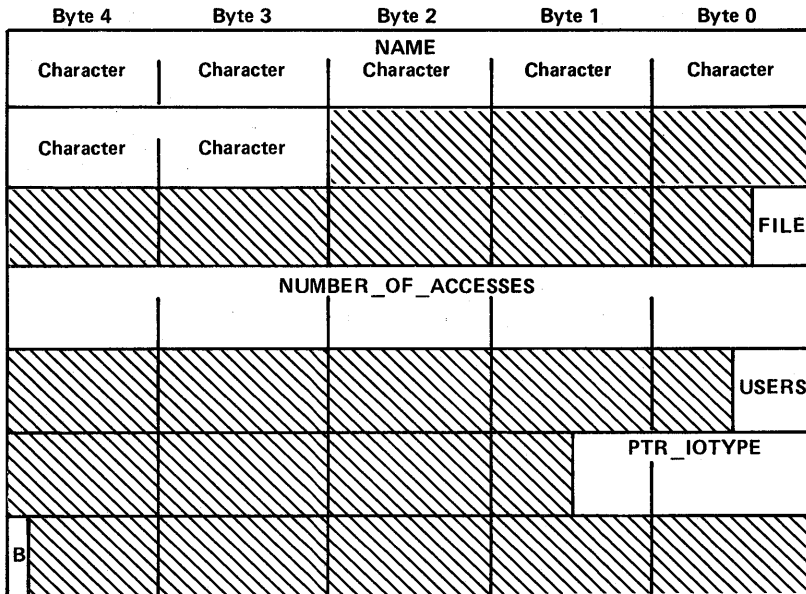 Byte 4 Byte 3 Byte 2 Byte 1 Byte 0
NAME
Character Character Character Character Character
Character Character
FILE
NUMBER_OF_ACCESSES
USERS
PTR_IOTYPE
B